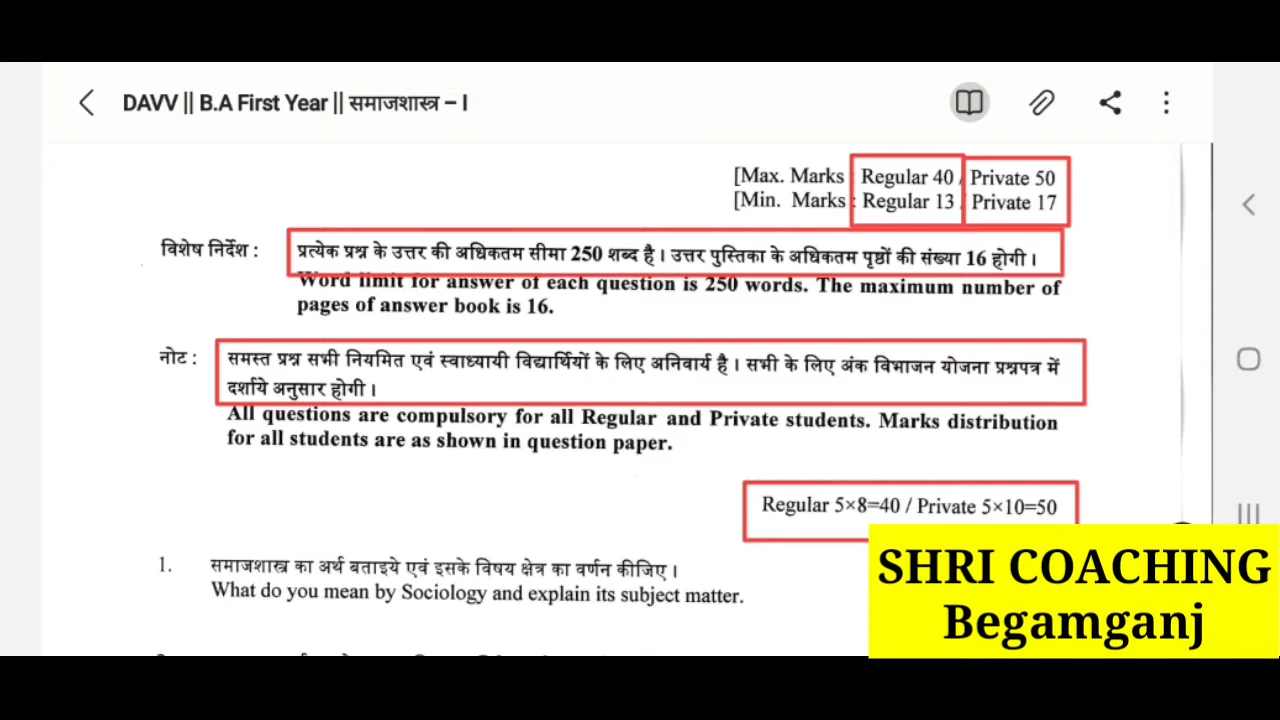 DAVV || B.A First Year || समाजशास्त्र – I
[Max. Marks : Regular 40 / Private 50
[Min. Marks : Regular 13 / Private 17
विशेष निर्देश : प्रत्येक प्रश्न के उत्तर की अधिकतम सीमा 250 शब्द है। उत्तर पुस्तिका के अधिकतम पृष्ठों की संख्या 16 होगी।
Word limit for answer of each question is 250 words. The maximum number of
pages of answer book is 16.
नोट : समस्त प्रश्न सभी नियमित एवं स्वाध्यायी विद्यार्थियों के लिए अनिवार्य है। सभी के लिए अंक विभाजन योजना प्रश्नपत्र में
दर्शाये अनुसार होगी।
All questions are compulsory for all Regular and Private students. Marks distribution
for all students are as shown in question paper.
Regular 5×8=40 / Private 5×10=50
1. समाजशास्त्र का अर्थ बताइये एवं इसके विषय क्षेत्र का वर्णन कीजिए।
What do you mean by Sociology and explain its subject matter.
SHRI COACHING
Begamganj